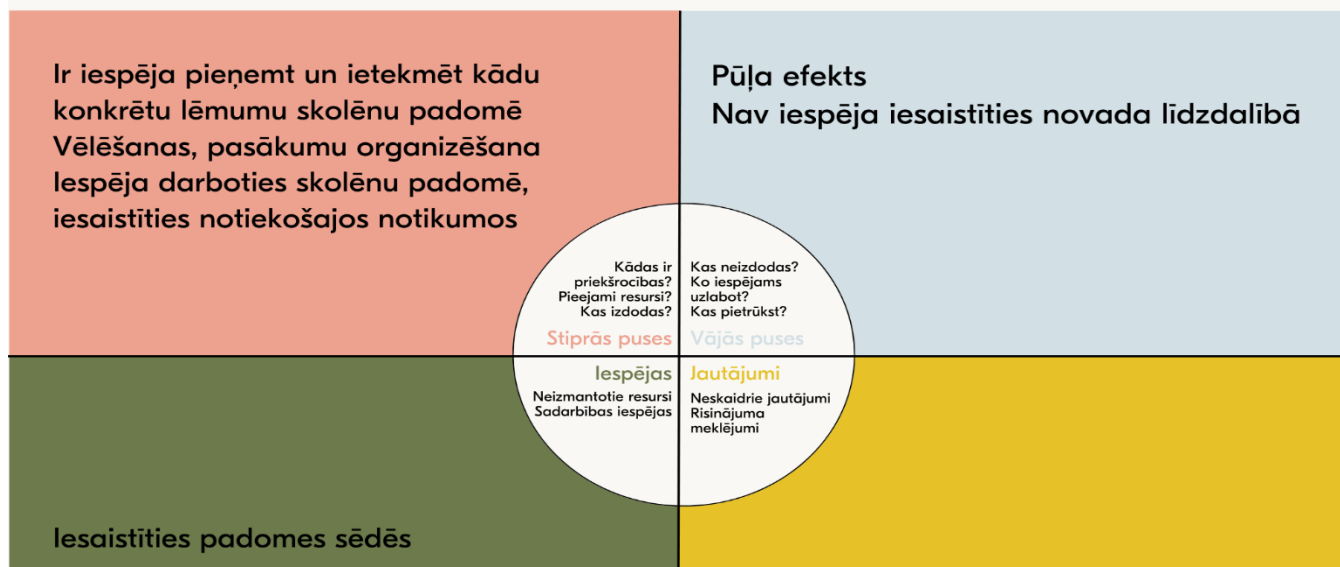 Ir iespēja pieņemt un ietekmēt kādu
konkrētu lēmumu skolēnu padomē
Vēlēšanas, pasākumu organizēšana
Iespēja darboties skolēnu padomē,
iesaistīties notiekošajos notikumos
Pūļa efekts
Nav iespēja iesaistīties novada līdzdalībā
Kādas ir
priekšrocības?
Pieejami resursi?
Kas izdodas?
Stiprās puses
Kas neizdodas?
Ko iespējams
uzlabot?
Kas pietrūkst?
Vājās puses
Iespējas
Neizmantotie resursi
Sadarbības iespējas
Jautājumi
Neskaidrie jautājumi
Risinājuma
meklējumi
Iesaistīties padomes sēdēs